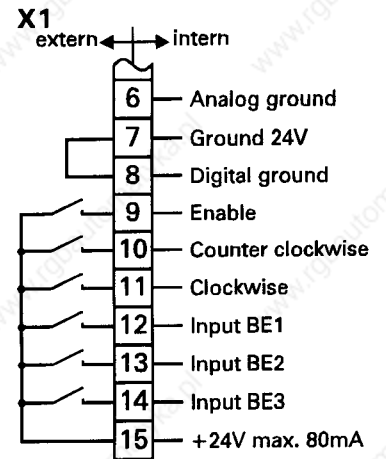 X1
extern intern
6 Analog ground
7 Ground 24V
8 Digital ground
9 Enable
10 Counter clockwise
11 Clockwise
12 Input BE1
13 Input BE2
14 Input BE3
15 +24V max. 80mA